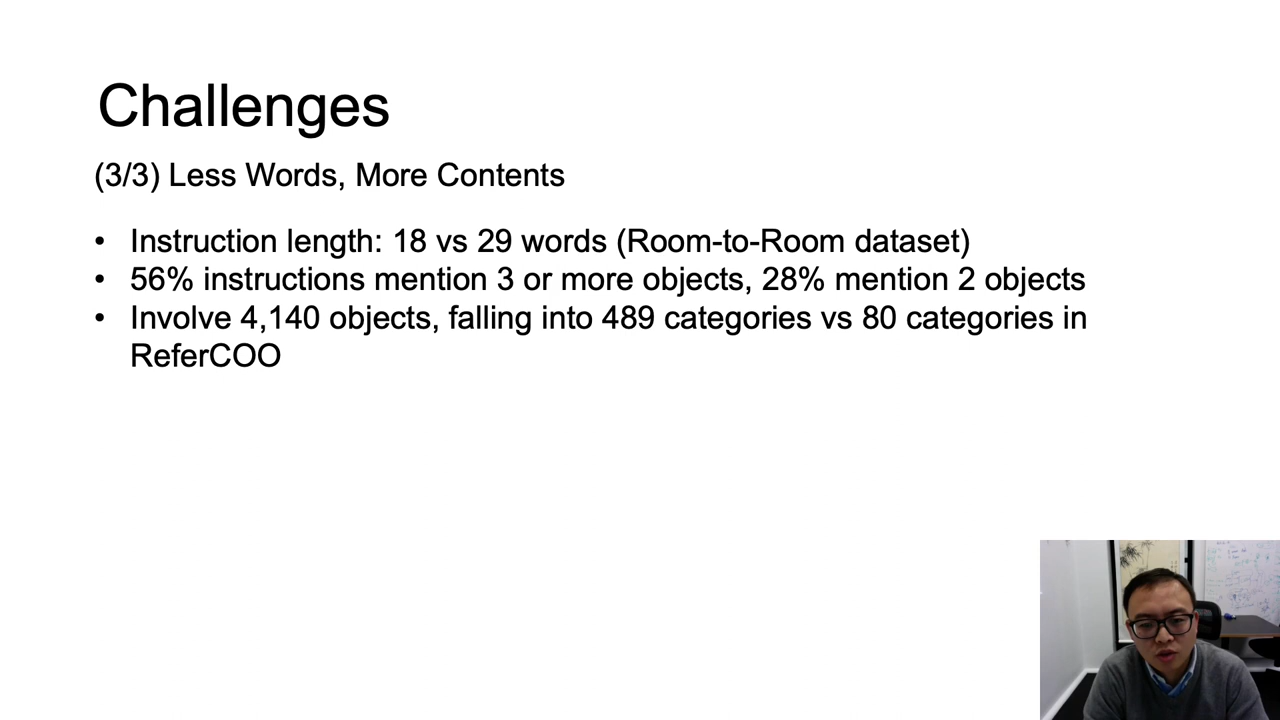 Challenges
(3/3) Less Words, More Contents
• Instruction length: 18 vs 29 words (Room-to-Room dataset)
• 56% instructions mention 3 or more objects, 28% mention 2 objects
• Involve 4,140 objects, falling into 489 categories vs 80 categories in
ReferCOO